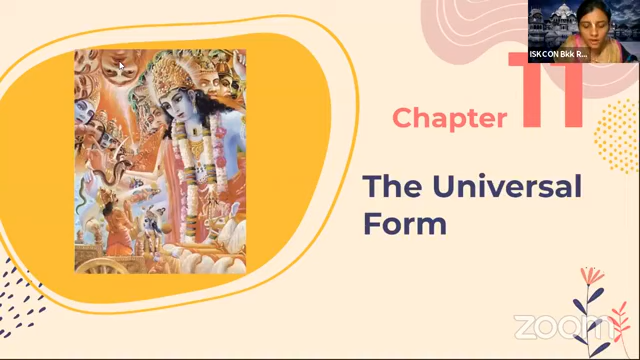 ISKCON Bkk R...
Chapter 11
The Universal
Form
zoom